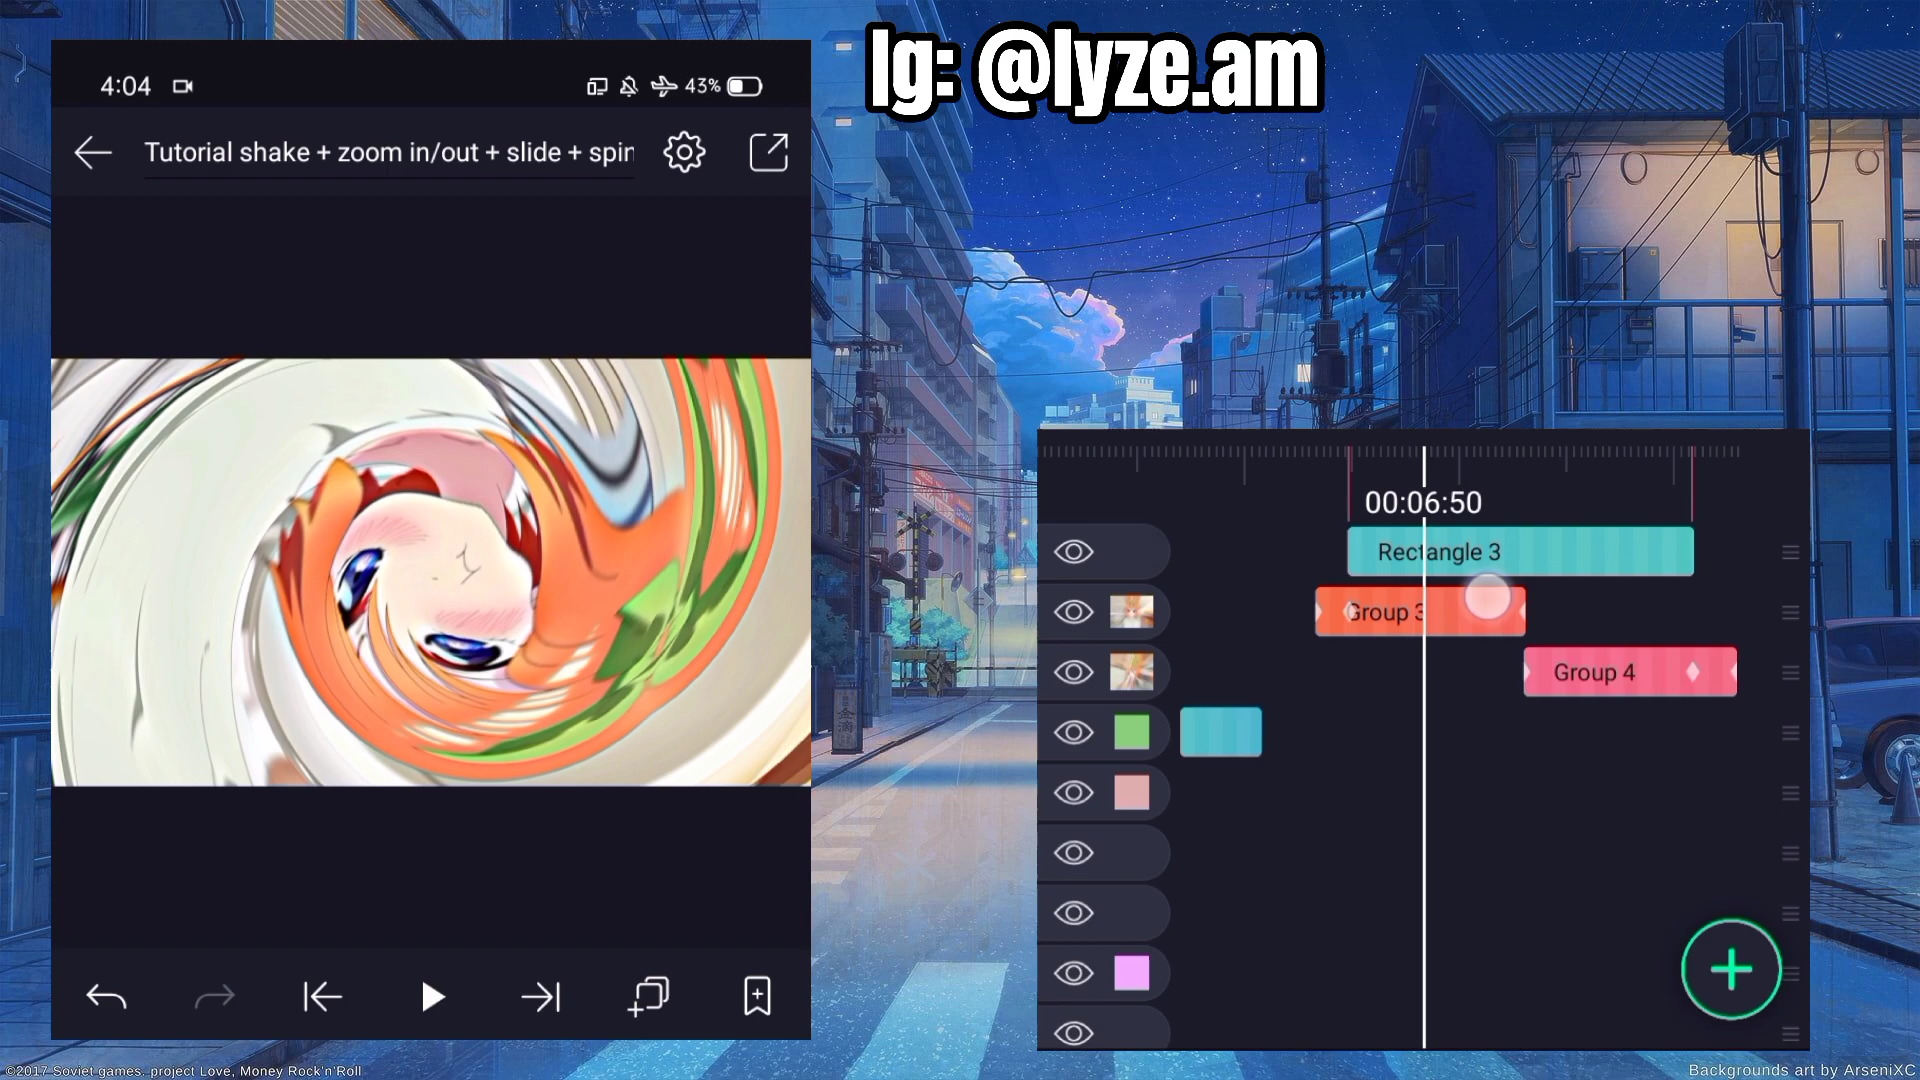 Ig: @lyze.am
4:04
43%
Tutorial shake + zoom in/out + slide + spin
00:06:50
Rectangle 3
Group 3
Group 4
©2017 Soviet games. project Love, Money Rock'n'Roll
Backgrounds art by ArseniXC